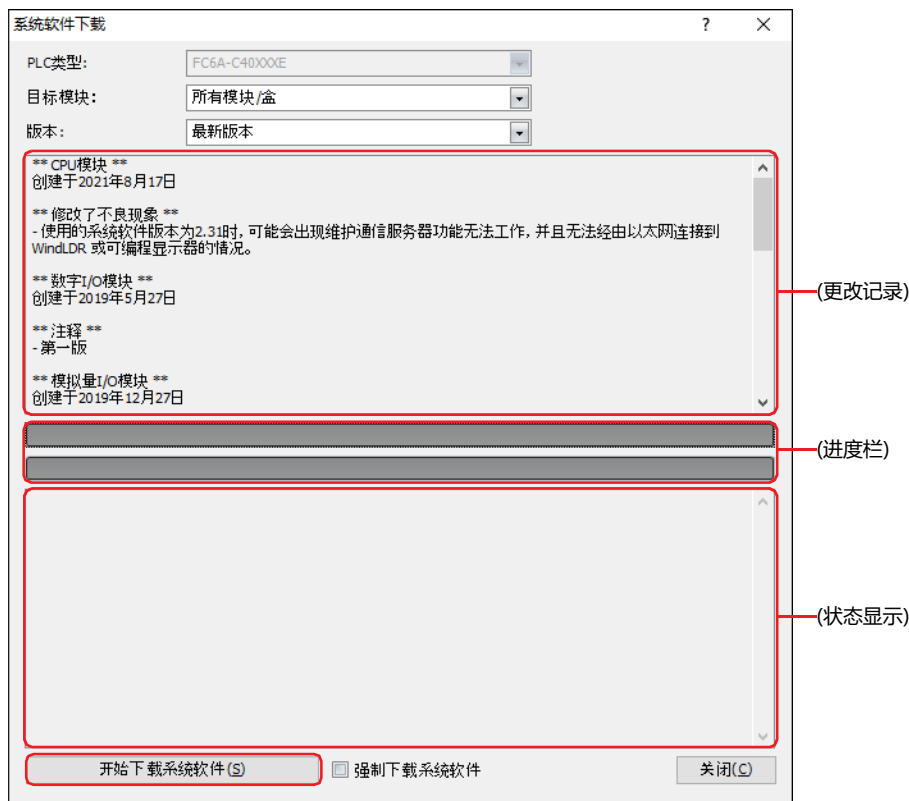 系统软件下载
?
PLC类型:
FC6A-C40XXXE
目标模块:
所有模块/盒
版本:
最新版本
** CPU模块 **
创建于2021年8月17日
** 修改了不良现象 **
- 使用的系统软件版本为2.31时, 可能会出现维护通信服务器功能无法工作, 并且无法经由以太网连接到
WindLDR 或可编程显示器的情况。
** 数字I/O模块 **
创建于2019年5月27日
** 注释 **
- 第一版
** 模拟量I/O模块 **
创建于2019年12月27日
(更改记录)
(进度栏)
(状态显示)
开始下载系统软件(S)
强制下载系统软件
关闭(C)